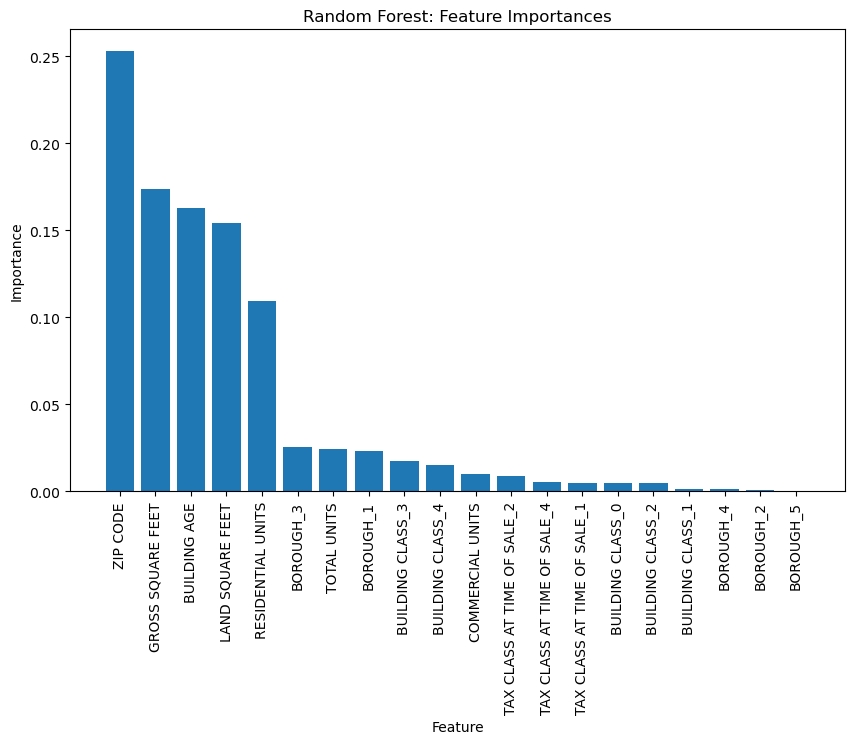 Random Forest: Feature Importances
Importance
0.25
0.20
0.15
0.10
0.05
0.00
ZIP CODE
GROSS SQUARE FEET
BUILDING AGE
LAND SQUARE FEET
RESIDENTIAL UNITS
BOROUGH_3
TOTAL UNITS
BOROUGH_1
BUILDING CLASS_3
BUILDING CLASS_4
COMMERCIAL UNITS
TAX CLASS AT TIME OF SALE_2
TAX CLASS AT TIME OF SALE_4
TAX CLASS AT TIME OF SALE_1
BUILDING CLASS_0
BUILDING CLASS_2
BUILDING CLASS_1
BOROUGH_4
BOROUGH_2
BOROUGH_5
Feature